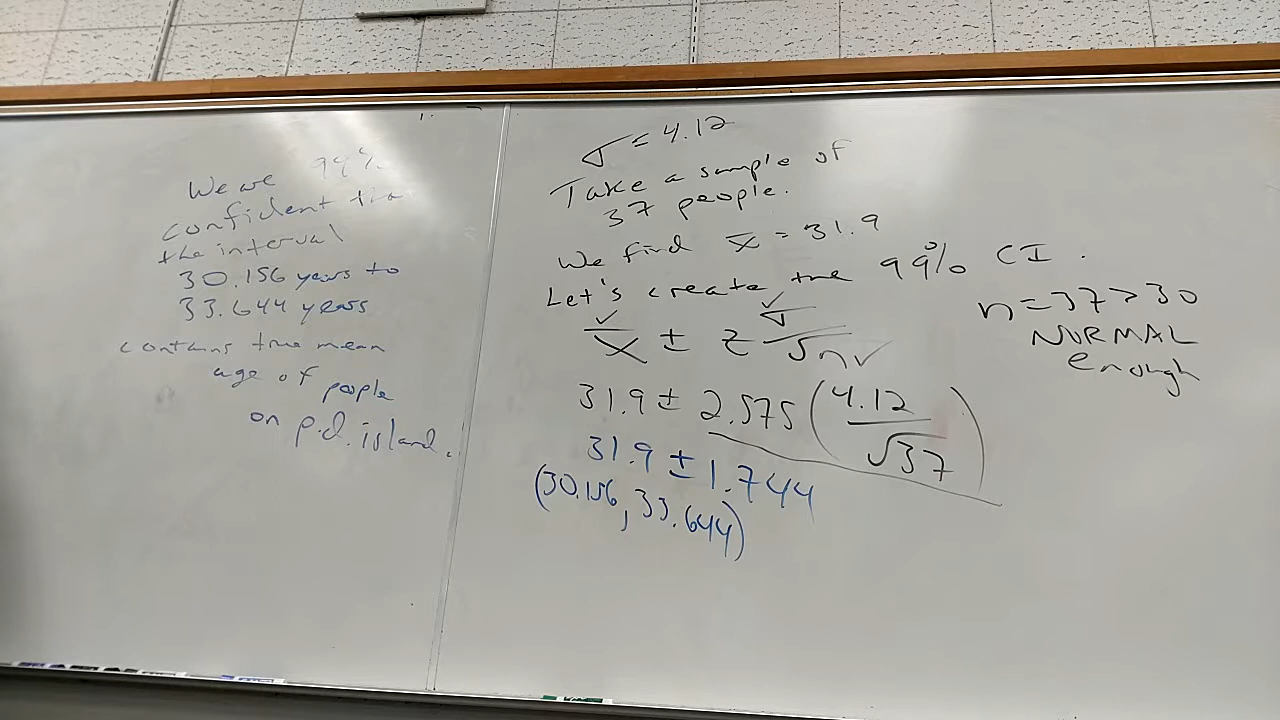 We are 99%
confident tha
the interval
30.156 years to
33.644 years
contains true mean
age of people
on p.d. island.
σ = 4.12
Take a sample of
37 people.
We find x̄ = 31.9
Let's create the 99% CI.
n = 37 > 30
NORMAL
enough
x̄ ± z σ/√n
31.9 ± 2.575 (4.12/√37)
31.9 ± 1.744
(30.156, 33.644)